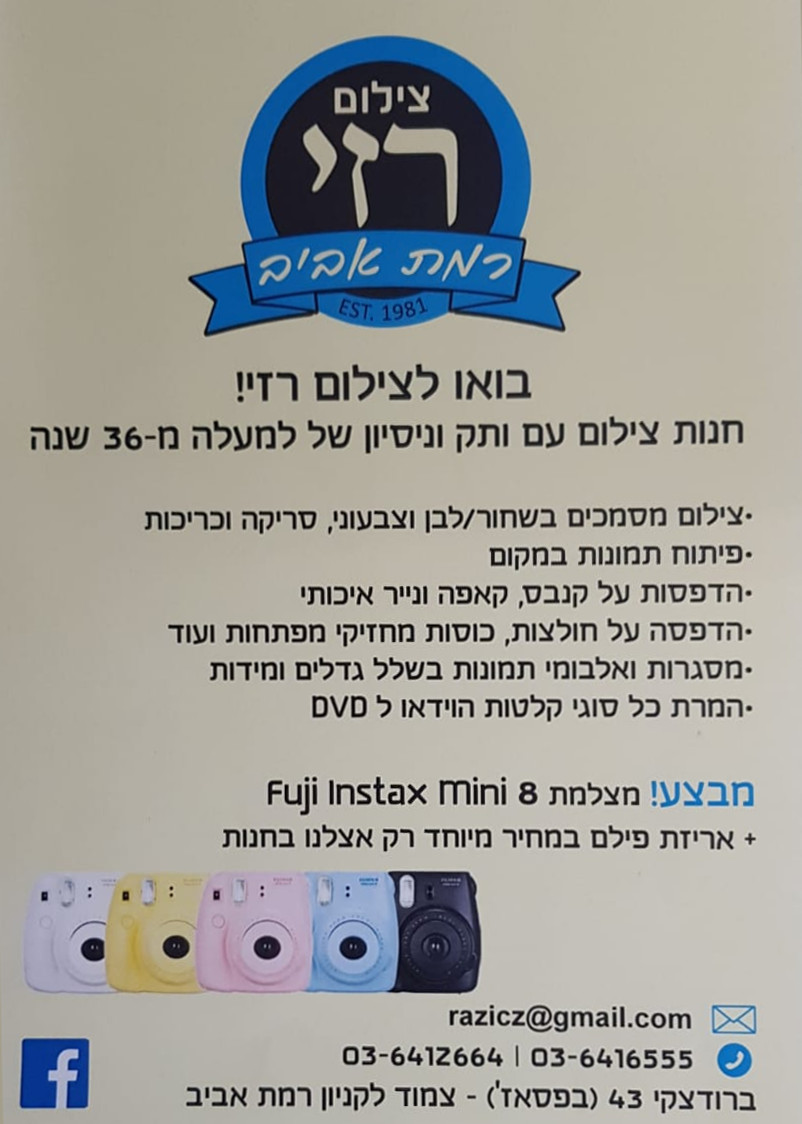 צילום
רזי
רמת אביב
EST. 1981
בואו לצילום רזי!
חנות צילום עם ותק וניסיון של למעלה מ-36 שנה
•צילום מסמכים בשחור/לבן וצבעוני, סריקה וכריכות
•פיתוח תמונות במקום
•הדפסות על קנבס, קאפה ונייר איכותי
•הדפסה על חולצות, כוסות מחזיקי מפתחות ועוד
•מסגרות ואלבומי תמונות בשלל גדלים ומידות
•המרת כל סוגי קלטות הוידאו ל DVD
מבצע! מצלמת Fuji Instax Mini 8
+ אריזת פילם במחיר מיוחד רק אצלנו בחנות
razicz@gmail.com
03-6412664 | 03-6416555
ברודצקי 43 (בפסאז') - צמוד לקניון רמת אביב